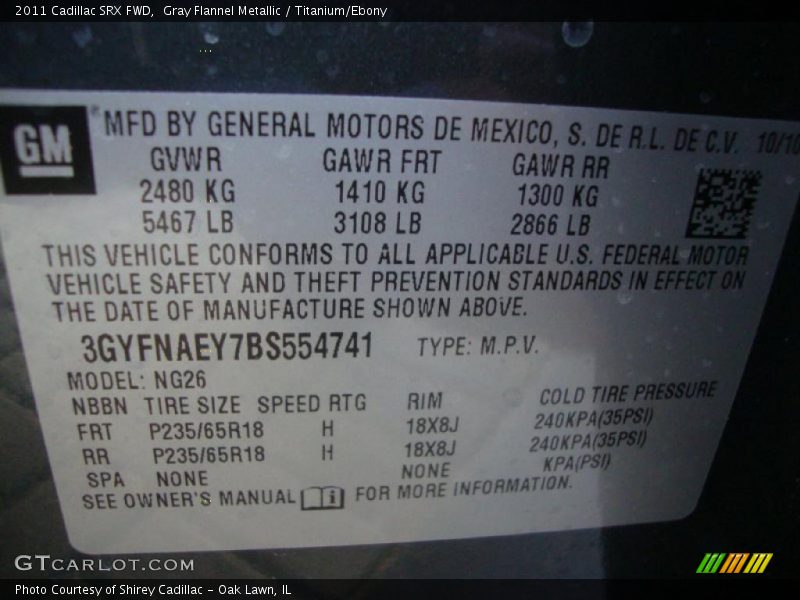 2011 Cadillac SRX FWD,  Gray Flannel Metallic / Titanium/Ebony
GM
MFD BY GENERAL MOTORS DE MEXICO, S. DE R.L. DE C.V. 10/10
GVWR GAWR FRT GAWR RR
2480 KG 1410 KG 1300 KG
5467 LB 3108 LB 2866 LB
THIS VEHICLE CONFORMS TO ALL APPLICABLE U.S. FEDERAL MOTOR
VEHICLE SAFETY AND THEFT PREVENTION STANDARDS IN EFFECT ON
THE DATE OF MANUFACTURE SHOWN ABOVE.
3GYFNAEY7BS554741 TYPE: M.P.V.
MODEL: NG26
NBBN TIRE SIZE SPEED RTG RIM COLD TIRE PRESSURE
FRT P235/65R18 H 18X8J 240KPA(35PSI)
RR P235/65R18 H 18X8J 240KPA(35PSI)
SPA NONE NONE KPA(PSI)
SEE OWNER'S MANUAL FOR MORE INFORMATION.
GTCARLOT.COM
Photo Courtesy of Shirey Cadillac - Oak Lawn, IL